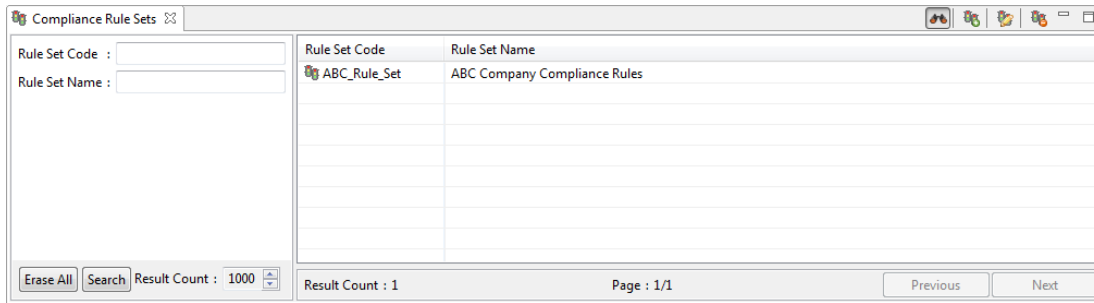 Compliance Rule Sets
Rule Set Code :
Rule Set Name :
Erase All Search Result Count : 1000
Rule Set Code Rule Set Name
ABC_Rule_Set ABC Company Compliance Rules
Result Count : 1 Page : 1/1 Previous Next